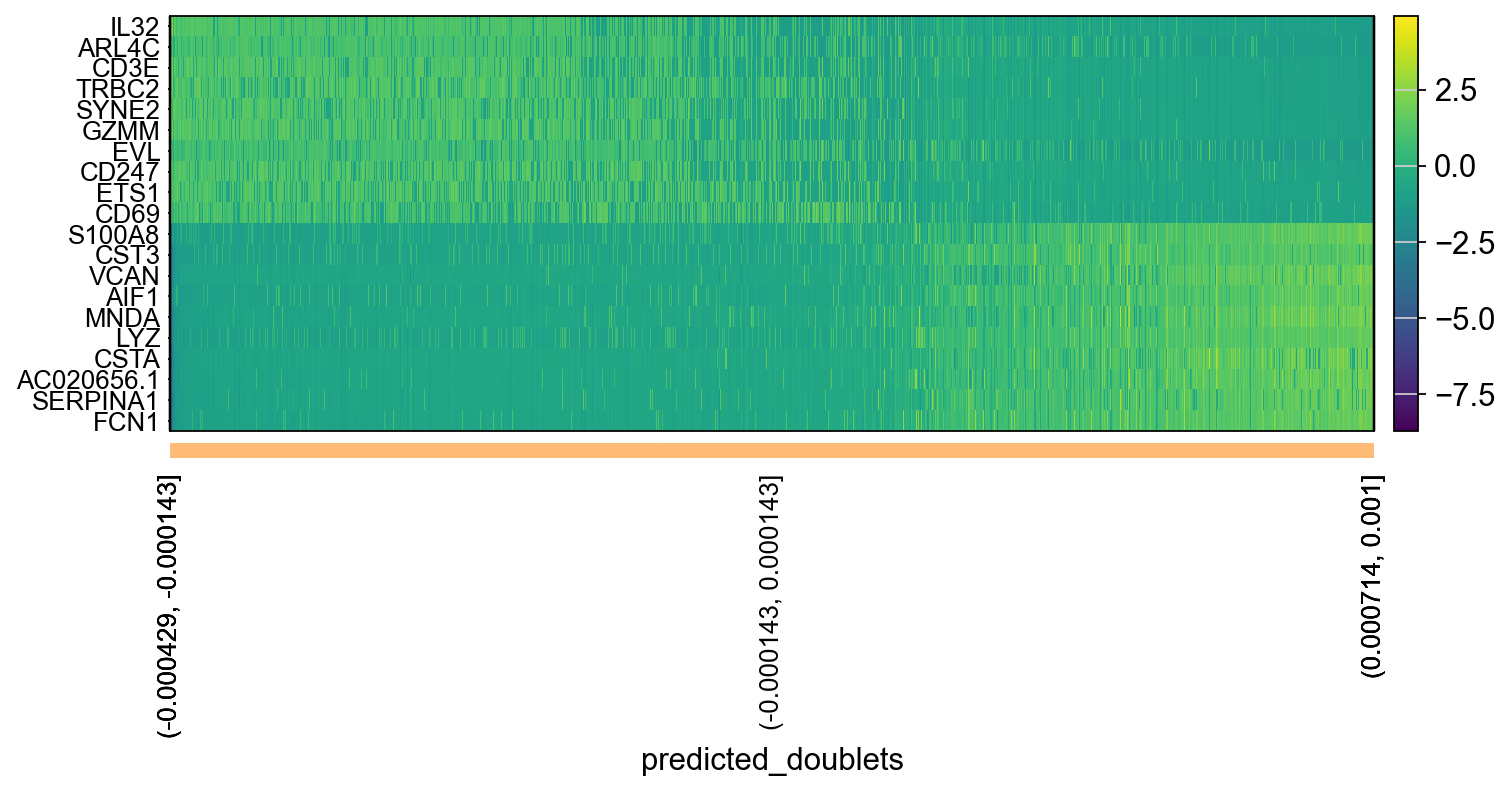 IL32
ARL4C
CD3E
TRBC2
SYNE2
GZMM
EVL
CD247
ETS1
CD69
S100A8
CST3
VCAN
AIF1
MNDA
LYZ
CSTA
AC020656.1
SERPINA1
FCN1
2.5
0.0
−2.5
−5.0
−7.5
(-0.000429, -0.000143]
(-0.000143, 0.000143]
(0.000714, 0.001]
predicted_doublets